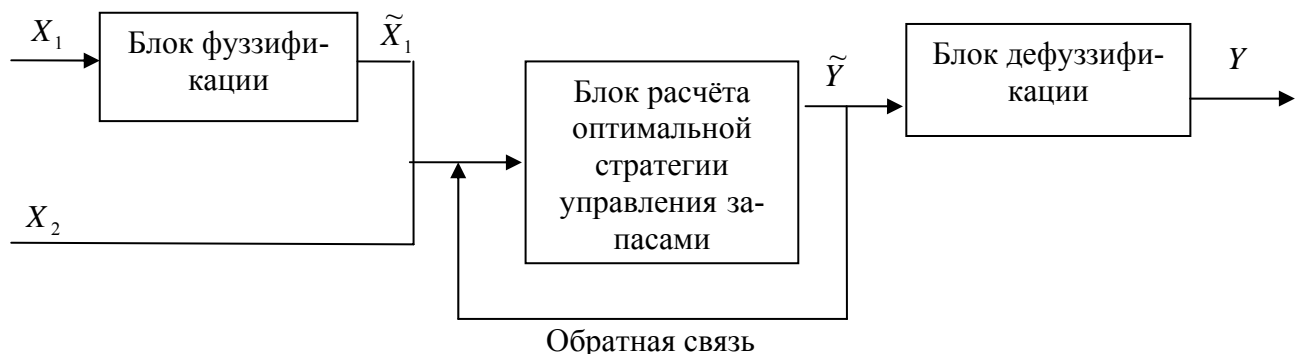 X₁
Блок фуззифи-
кации
X̃₁
X₂
Блок расчёта
оптимальной
стратегии
управления за-
пасами
Ỹ
Блок дефуззифи-
кации
Y
Обратная связь